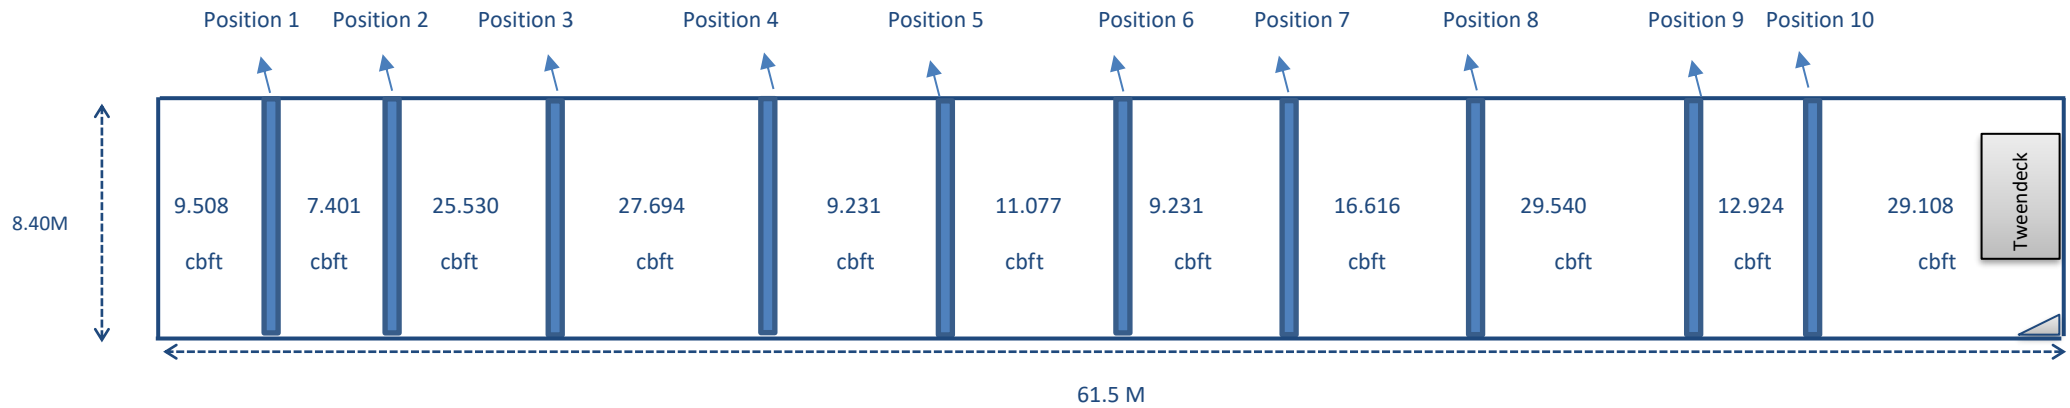 Position 1 Position 2 Position 3 Position 4 Position 5 Position 6 Position 7 Position 8 Position 9 Position 10
8.40M
9.508 7.401 25.530 27.694 9.231 11.077 9.231 16.616 29.540 12.924 29.108
cbft cbft cbft cbft cbft cbft cbft cbft cbft cbft cbft
Tweendeck
61.5 M